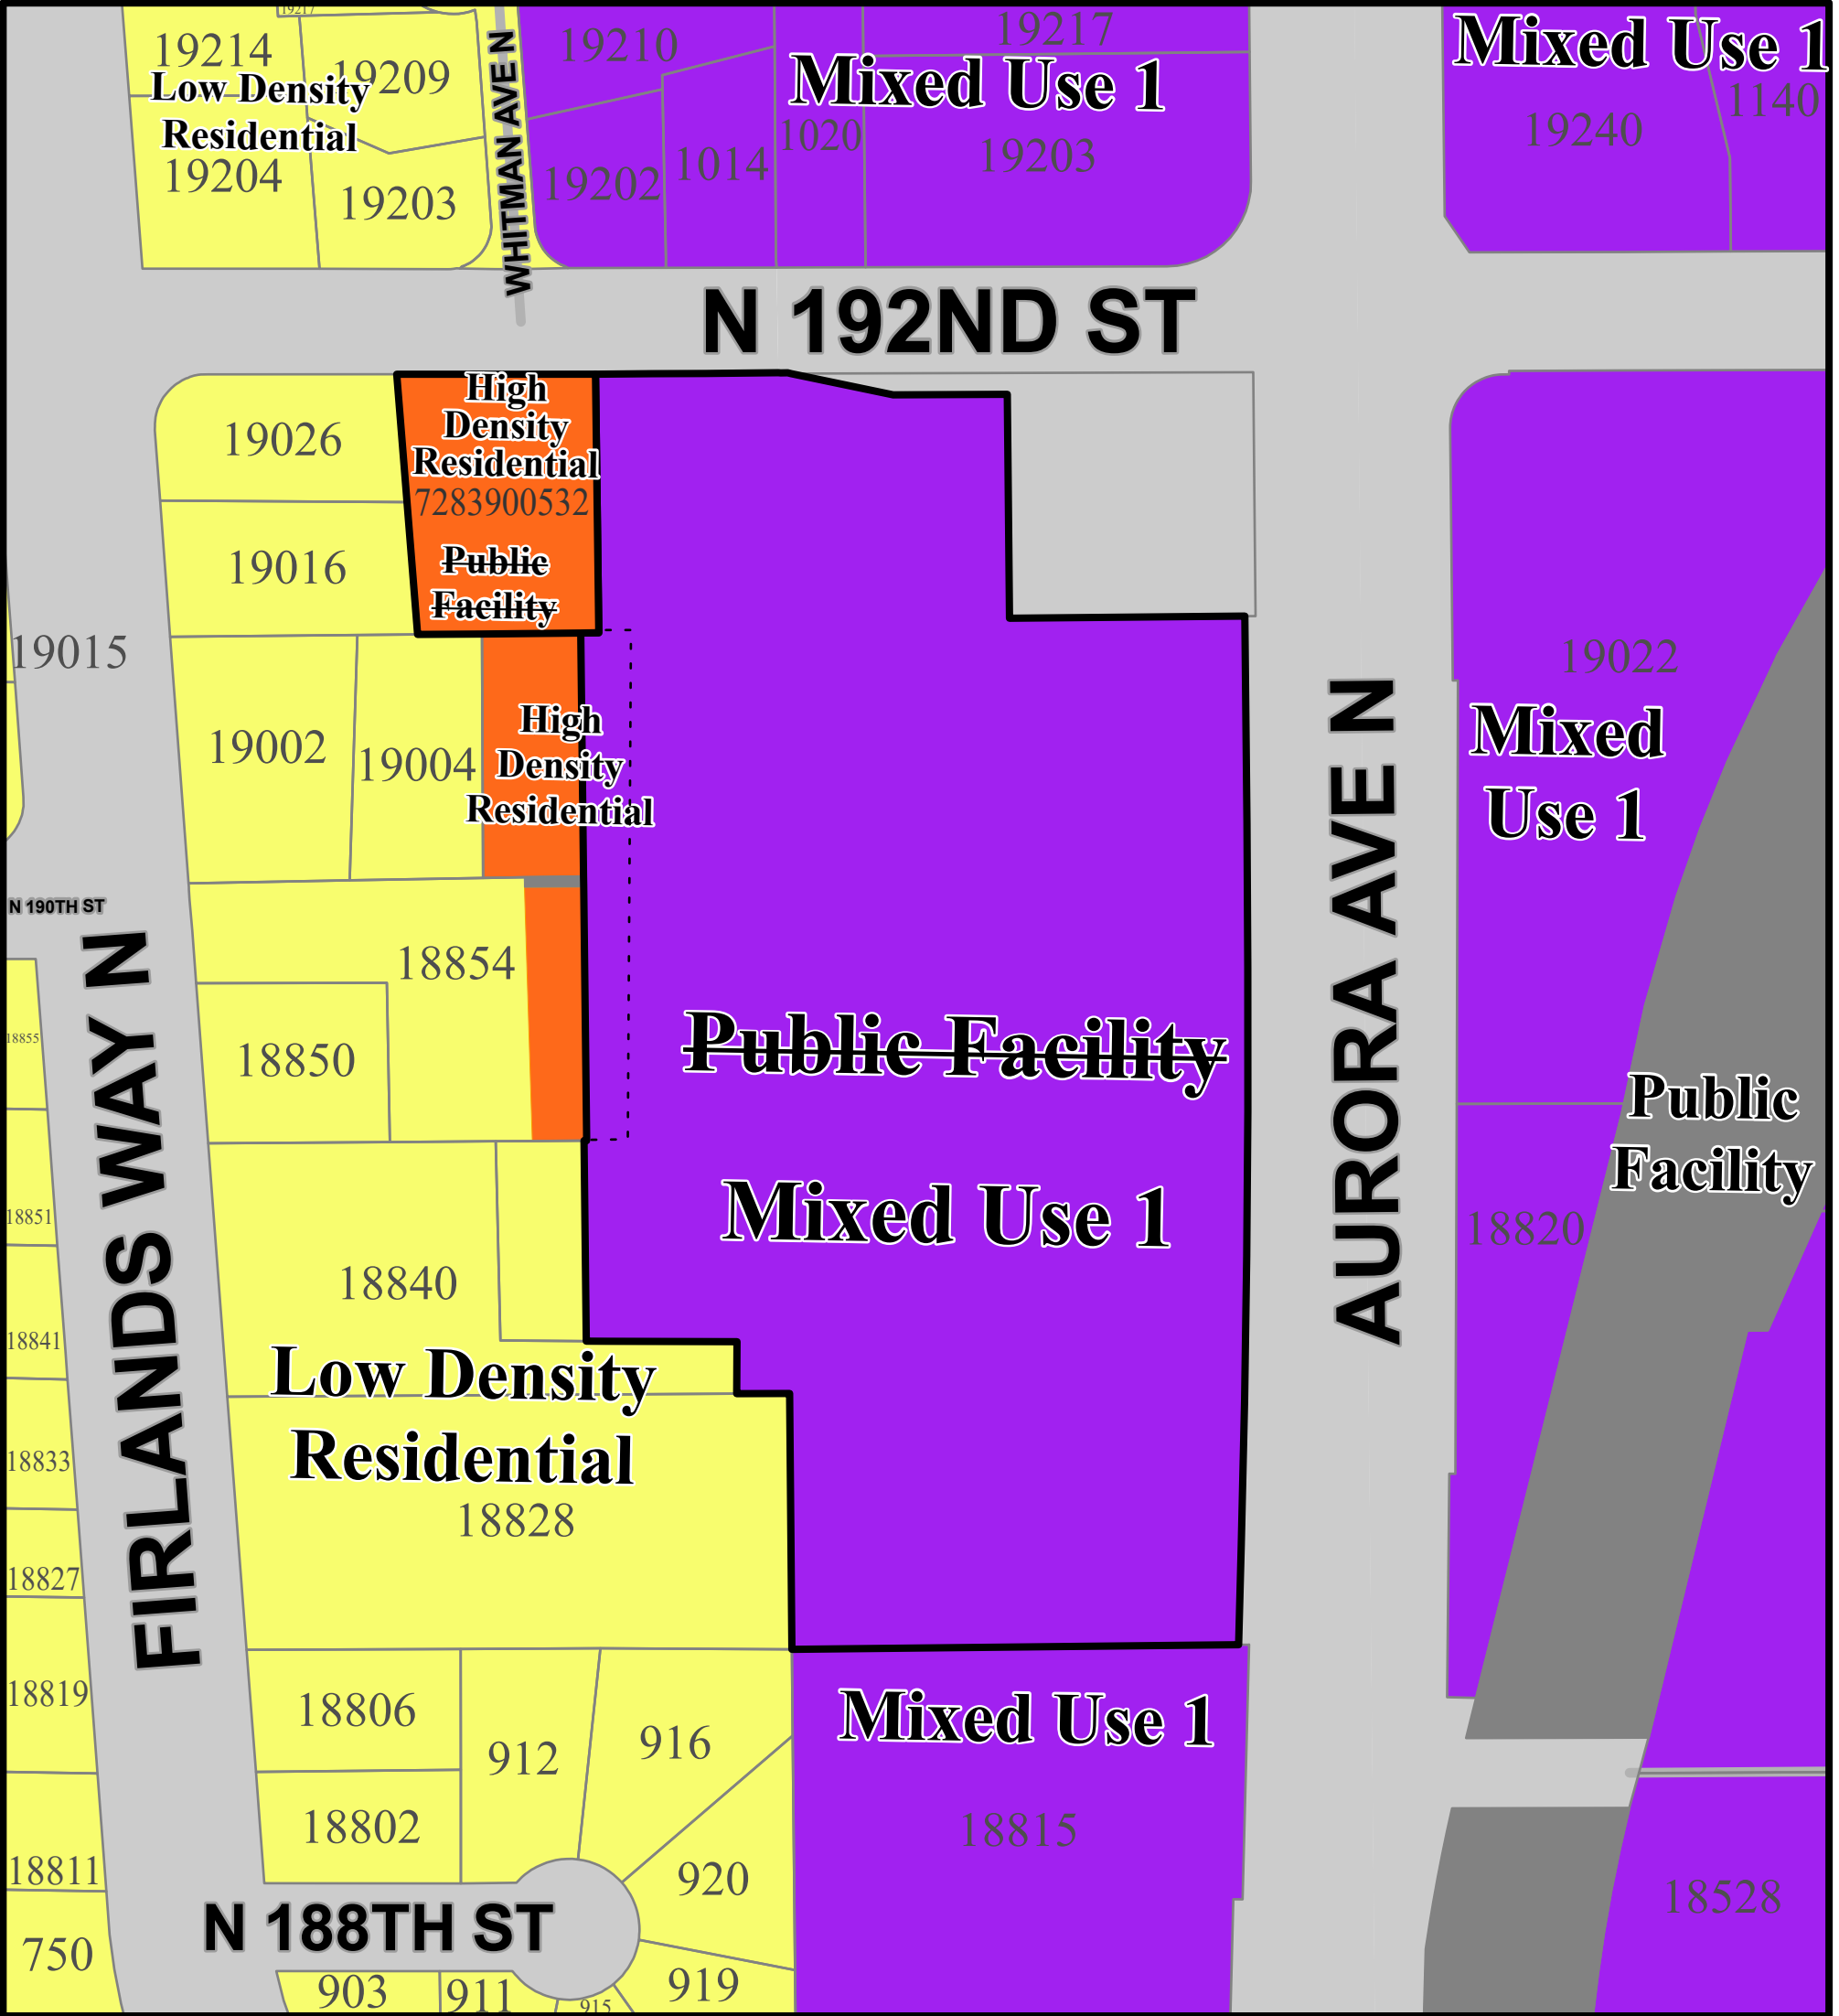 19217
19214
Low Density
Residential
19209
19204
19203
WHITMAN AVE N
19210
19217
Mixed Use 1
19202
1014
1020
19203
Mixed Use 1
19240
1140
N 192ND ST
19026
High
Density
Residential
7283900532
Public
Facility
19016
19015
19002
19004
High
Density
Residential
19022
Mixed
Use 1
AURORA AVE N
N 190TH ST
FIRLANDS WAY N
18854
18850
18855
Public Facility
Mixed Use 1
Public
Facility
18820
18851
18840
18841
Low Density
Residential
18828
18833
18827
18819
18806
912
916
Mixed Use 1
18802
18815
18811
920
18528
N 188TH ST
750
903
911
915
919